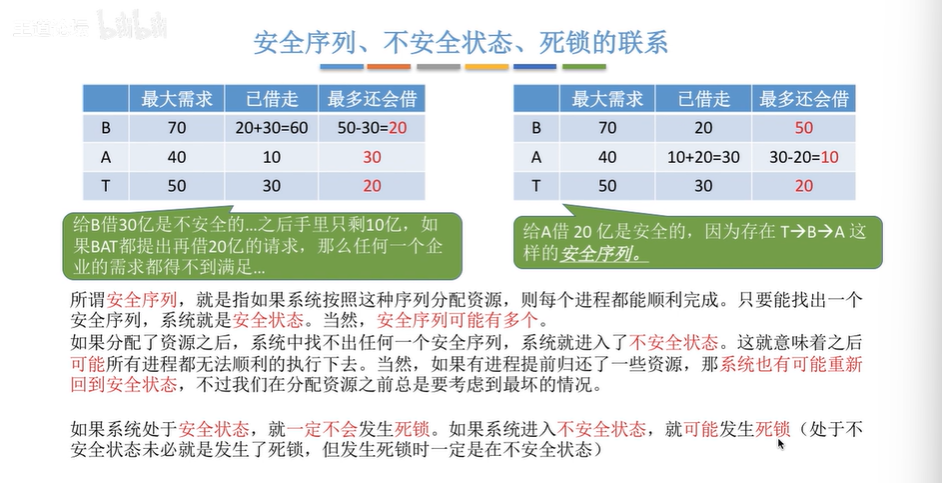 bilibili
安全序列、不安全状态、死锁的联系
最大需求 已借走 最多还会借
B 70 20+30=60 50-30=20
A 40 10 30
T 50 30 20
最大需求 已借走 最多还会借
B 70 20 50
A 40 10+20=30 30-20=10
T 50 30 20
给B借30亿是不安全的...之后手里只剩10亿，如
果BAT都提出再借20亿的请求，那么任何一个企
业的需求都得不到满足...
给A借 20 亿是安全的，因为存在 T→B→A 这
样的安全序列。
所谓安全序列，就是指如果系统按照这种序列分配资源，则每个进程都能顺利完成。只要能找出一个
安全序列，系统就是安全状态。当然，安全序列可能有多个。
如果分配了资源之后，系统中找不出任何一个安全序列，系统就进入了不安全状态。这就意味着之后
可能所有进程都无法顺利的执行下去。当然，如果有进程提前归还了一些资源，那系统也有可能重新
回到安全状态，不过我们在分配资源之前总是要考虑到最坏的情况。
如果系统处于安全状态，就一定不会发生死锁。如果系统进入不安全状态，就可能发生死锁（处于不
安全状态未必就是发生了死锁，但发生死锁时一定是在不安全状态）